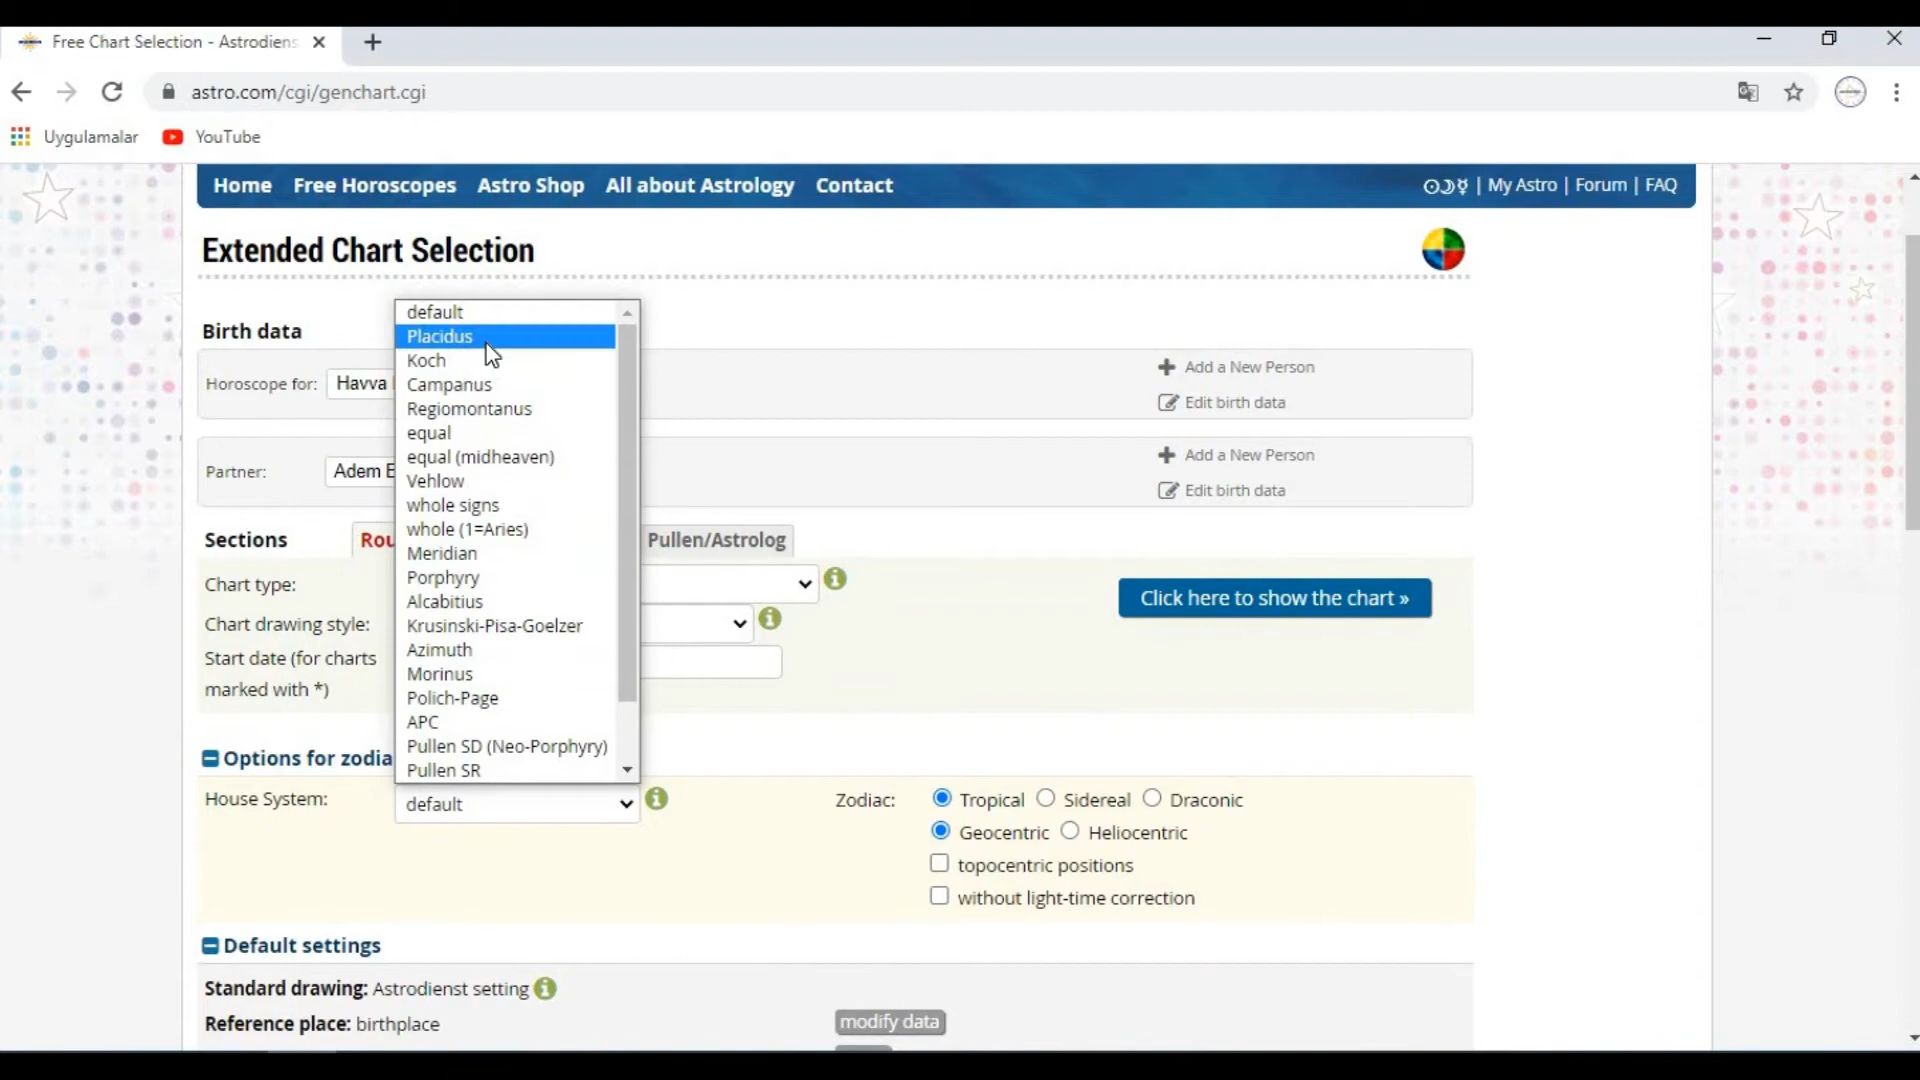 Free Chart Selection - Astrodiens
astro.com/cgi/genchart.cgi
Uygulamalar
YouTube
Home
Free Horoscopes
Astro Shop
All about Astrology
Contact
☉☽☿ | My Astro | Forum | FAQ
Extended Chart Selection
Birth data
Horoscope for:
Havva
Add a New Person
Edit birth data
Partner:
Adem E
Add a New Person
Edit birth data
default
Placidus
Koch
Campanus
Regiomontanus
equal
equal (midheaven)
Vehlow
whole signs
whole (1=Aries)
Meridian
Porphyry
Alcabitius
Krusinski-Pisa-Goelzer
Azimuth
Morinus
Polich-Page
APC
Pullen SD (Neo-Porphyry)
Pullen SR
Sections
Rou
Pullen/Astrolog
Chart type:
Click here to show the chart »
Chart drawing style:
Start date (for charts
marked with *)
Options for zodia
House System:
default
Zodiac:
Tropical
Sidereal
Draconic
Geocentric
Heliocentric
topocentric positions
without light-time correction
Default settings
Standard drawing: Astrodienst setting
Reference place: birthplace
modify data